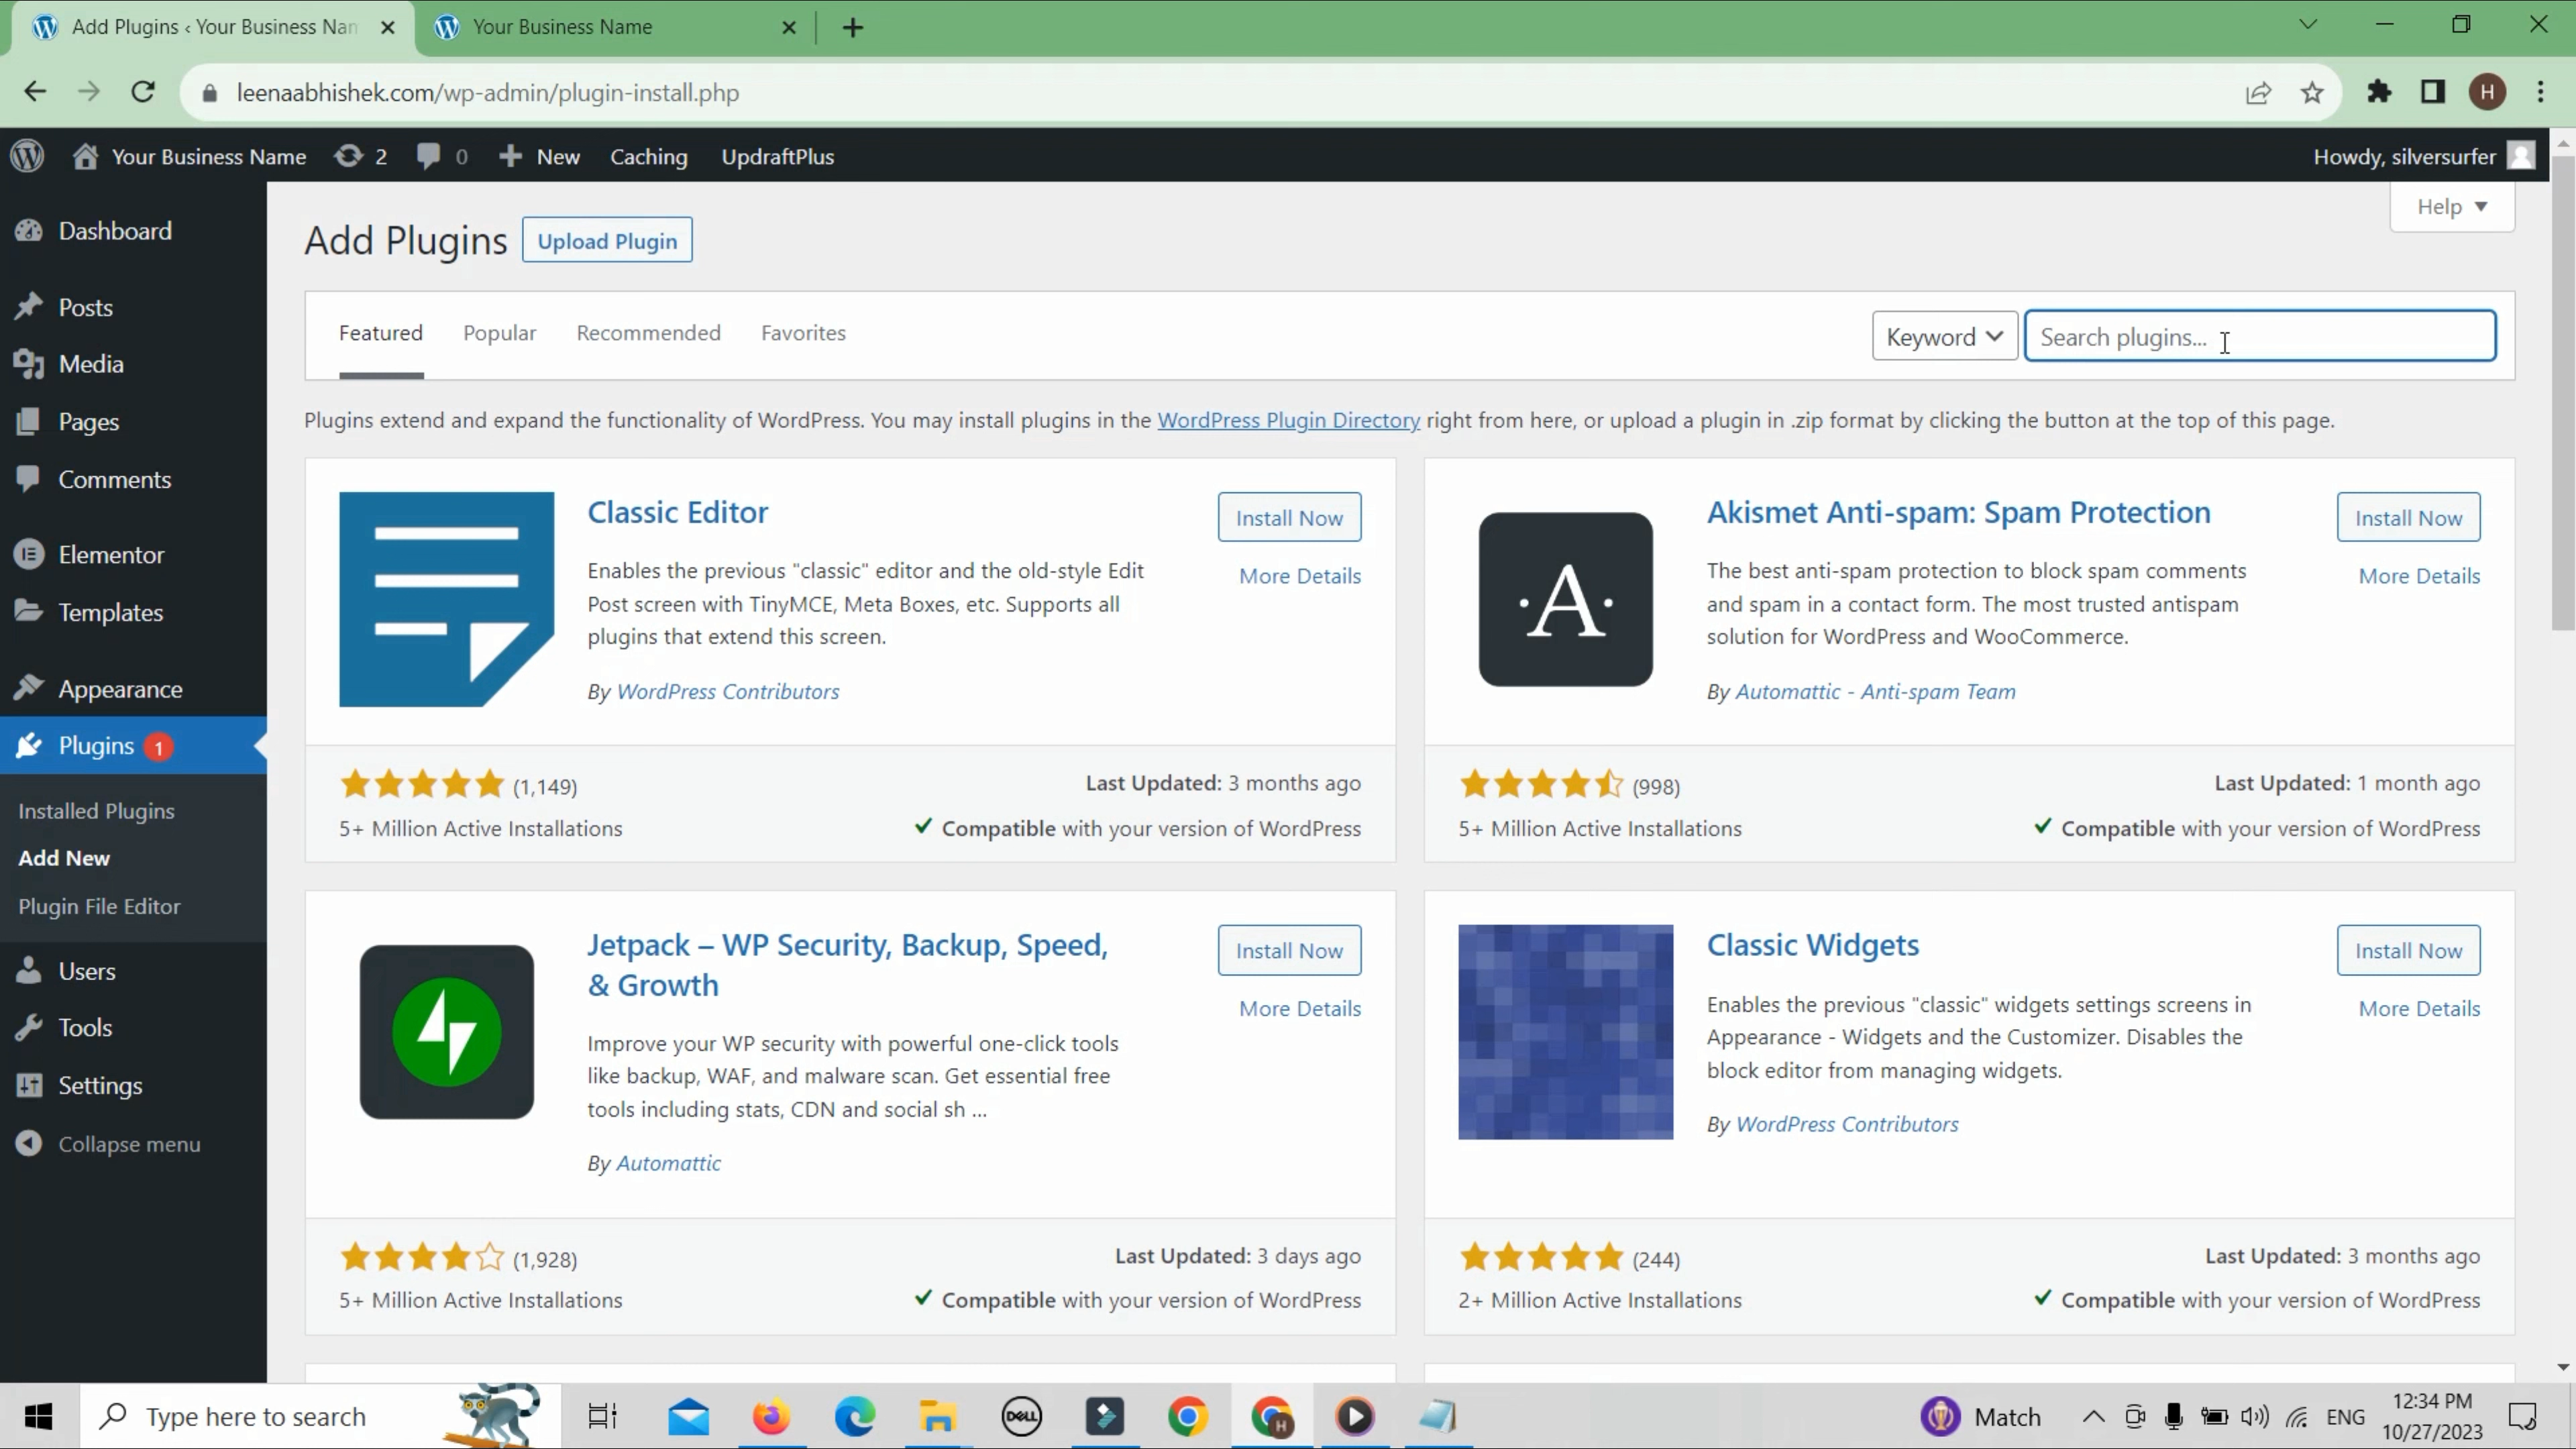 Add Plugins ‹ Your Business Nan
Your Business Name
leenaabhishek.com/wp-admin/plugin-install.php
H
Your Business Name 2 0 New Caching UpdraftPlus
Howdy, silversurfer
Help
Dashboard
Posts
Media
Pages
Comments
Elementor
Templates
Appearance
Plugins 1
Installed Plugins
Add New
Plugin File Editor
Users
Tools
Settings
Collapse menu
Add Plugins
Upload Plugin
Featured Popular Recommended Favorites
Keyword
Search plugins...
Plugins extend and expand the functionality of WordPress. You may install plugins in the WordPress Plugin Directory right from here, or upload a plugin in .zip format by clicking the button at the top of this page.
Classic Editor
Install Now
More Details
Enables the previous "classic" editor and the old-style Edit
Post screen with TinyMCE, Meta Boxes, etc. Supports all
plugins that extend this screen.
By WordPress Contributors
(1,149)
Last Updated: 3 months ago
5+ Million Active Installations
Compatible with your version of WordPress
·A·
Akismet Anti-spam: Spam Protection
Install Now
More Details
The best anti-spam protection to block spam comments
and spam in a contact form. The most trusted antispam
solution for WordPress and WooCommerce.
By Automattic - Anti-spam Team
(998)
Last Updated: 1 month ago
5+ Million Active Installations
Compatible with your version of WordPress
Jetpack – WP Security, Backup, Speed,
& Growth
Install Now
More Details
Improve your WP security with powerful one-click tools
like backup, WAF, and malware scan. Get essential free
tools including stats, CDN and social sh ...
By Automattic
(1,928)
Last Updated: 3 days ago
5+ Million Active Installations
Compatible with your version of WordPress
Classic Widgets
Install Now
More Details
Enables the previous "classic" widgets settings screens in
Appearance - Widgets and the Customizer. Disables the
block editor from managing widgets.
By WordPress Contributors
(244)
Last Updated: 3 months ago
2+ Million Active Installations
Compatible with your version of WordPress
Type here to search
DELL
H
Match
ENG
12:34 PM
10/27/2023